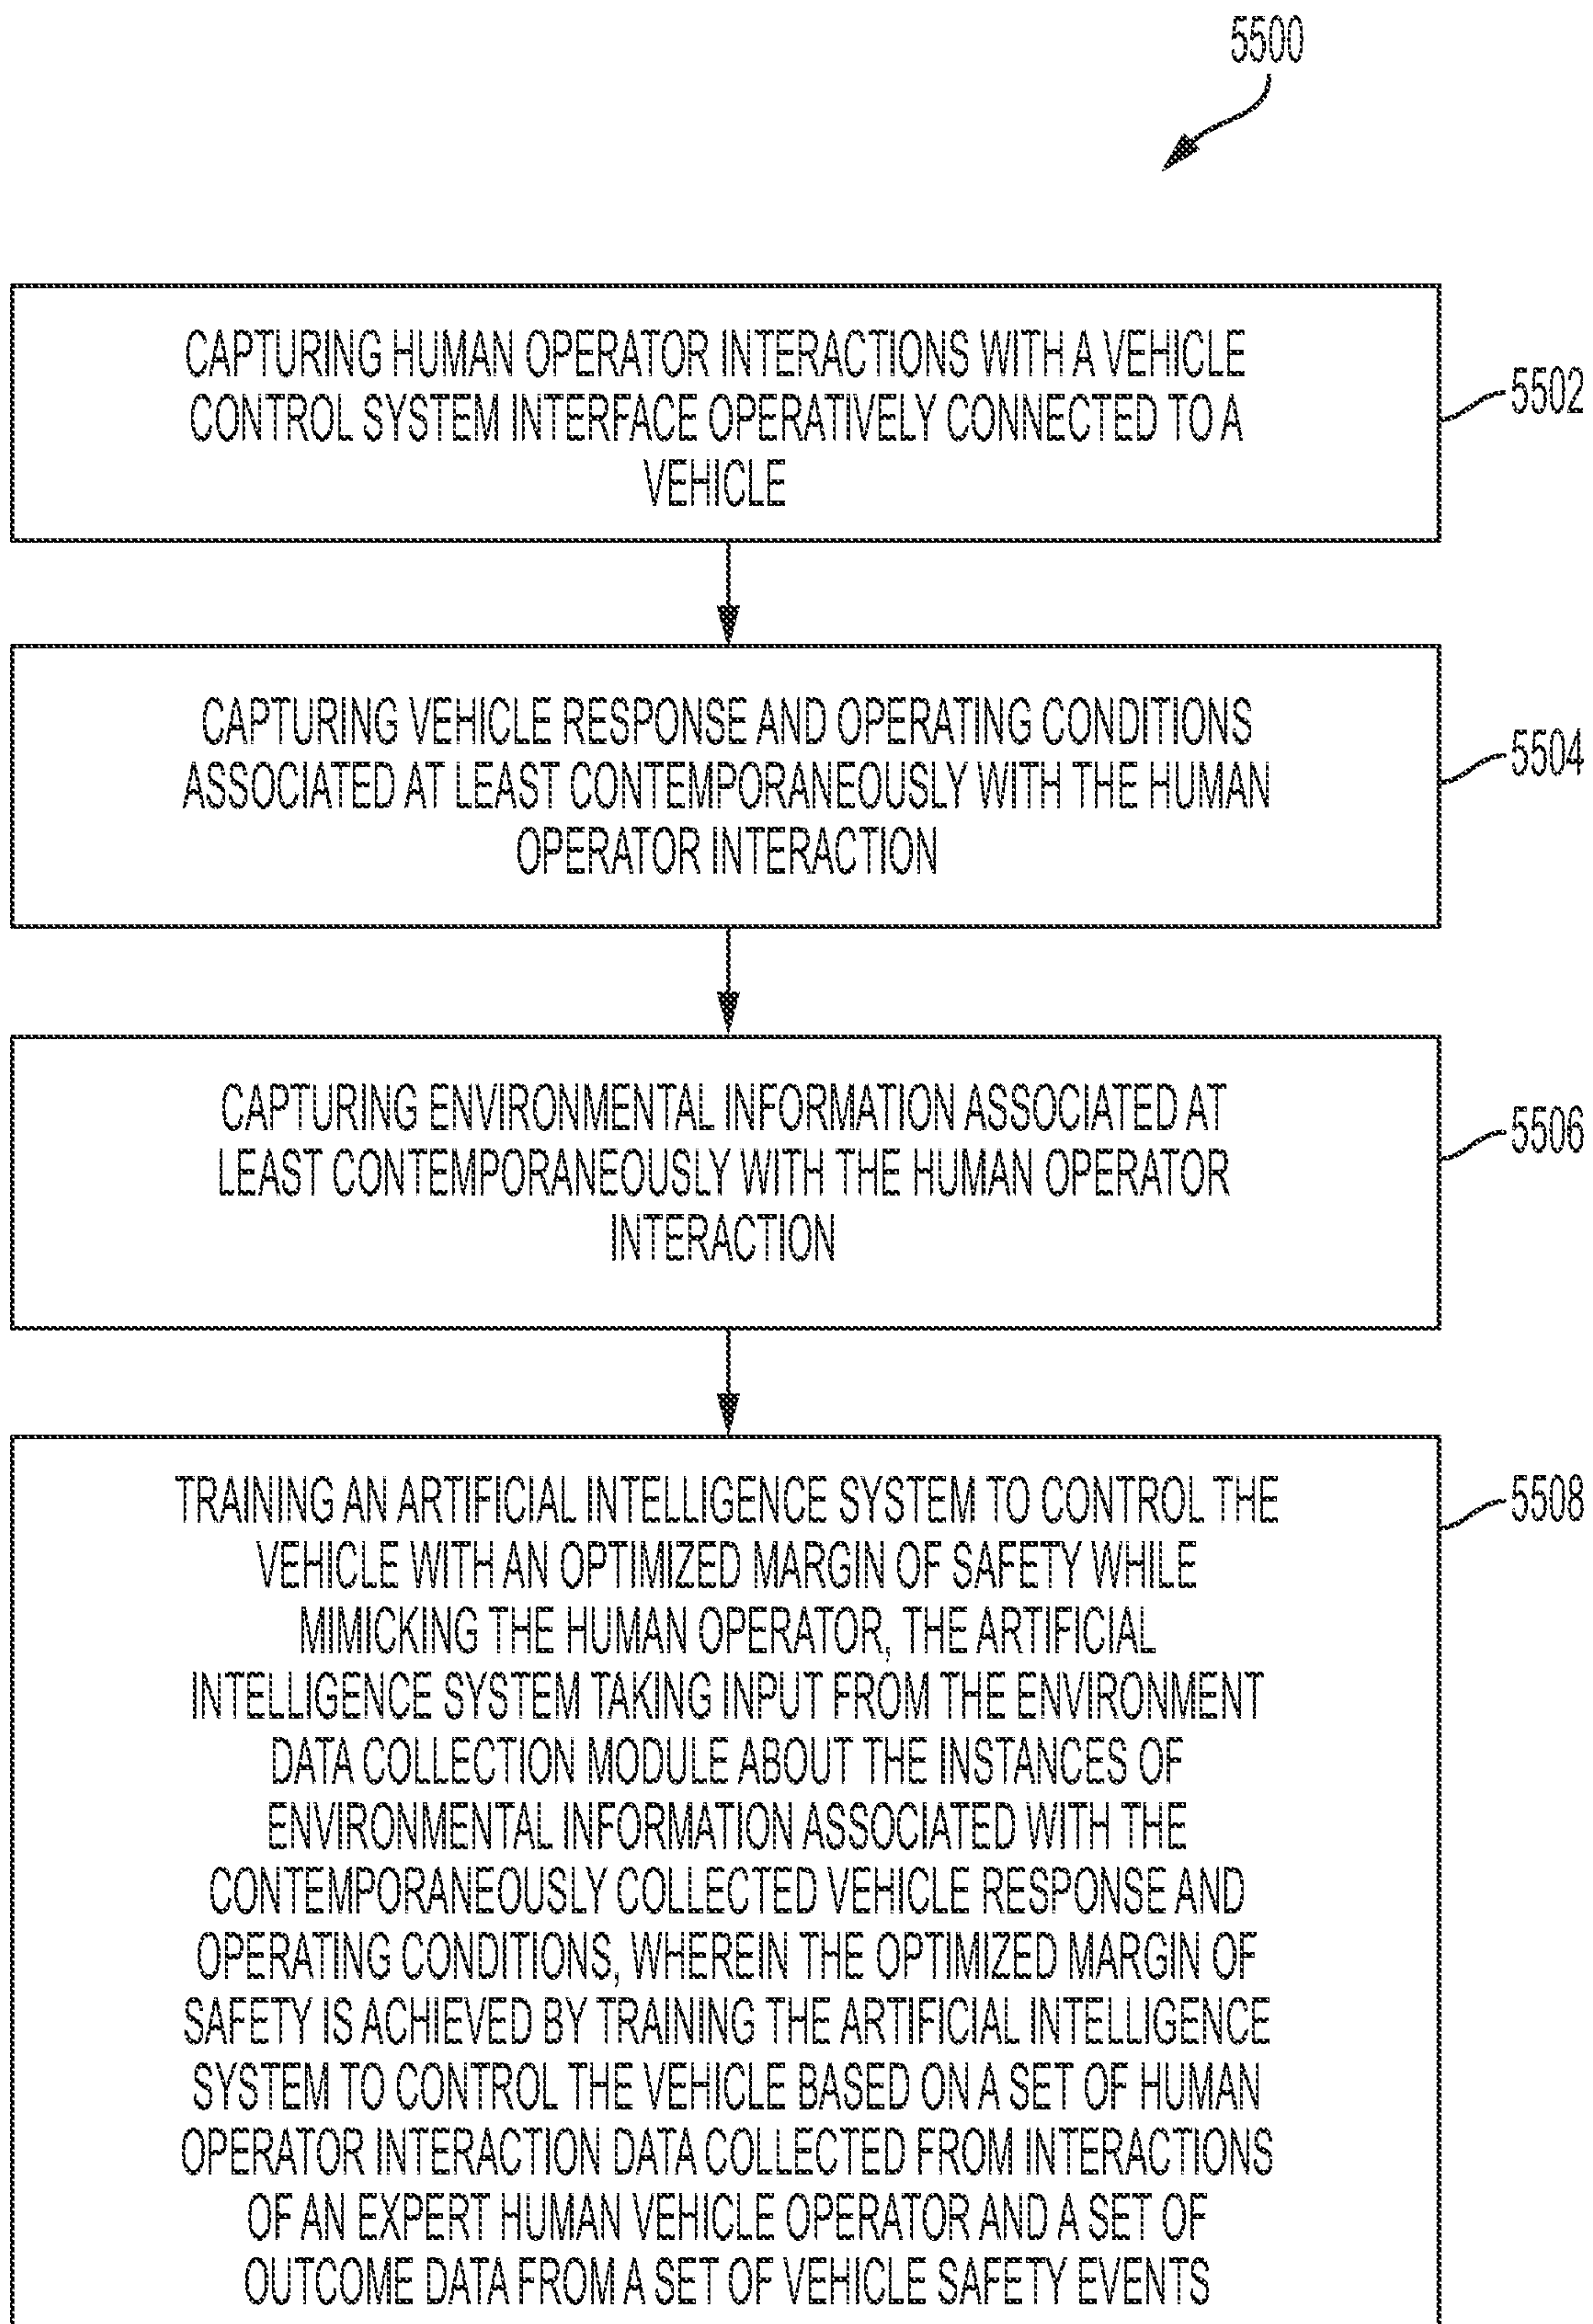 5500
CAPTURING HUMAN OPERATOR INTERACTIONS WITH A VEHICLE
CONTROL SYSTEM INTERFACE OPERATIVELY CONNECTED TO A
VEHICLE
5502
CAPTURING VEHICLE RESPONSE AND OPERATING CONDITIONS
ASSOCIATED AT LEAST CONTEMPORANEOUSLY WITH THE HUMAN
OPERATOR INTERACTION
5504
CAPTURING ENVIRONMENTAL INFORMATION ASSOCIATED AT
LEAST CONTEMPORANEOUSLY WITH THE HUMAN OPERATOR
INTERACTION
5506
TRAINING AN ARTIFICIAL INTELLIGENCE SYSTEM TO CONTROL THE
VEHICLE WITH AN OPTIMIZED MARGIN OF SAFETY WHILE
MIMICKING THE HUMAN OPERATOR, THE ARTIFICIAL
INTELLIGENCE SYSTEM TAKING INPUT FROM THE ENVIRONMENT
DATA COLLECTION MODULE ABOUT THE INSTANCES OF
ENVIRONMENTAL INFORMATION ASSOCIATED WITH THE
CONTEMPORANEOUSLY COLLECTED VEHICLE RESPONSE AND
OPERATING CONDITIONS, WHEREIN THE OPTIMIZED MARGIN OF
SAFETY IS ACHIEVED BY TRAINING THE ARTIFICIAL INTELLIGENCE
SYSTEM TO CONTROL THE VEHICLE BASED ON A SET OF HUMAN
OPERATOR INTERACTION DATA COLLECTED FROM INTERACTIONS
OF AN EXPERT HUMAN VEHICLE OPERATOR AND A SET OF
OUTCOME DATA FROM A SET OF VEHICLE SAFETY EVENTS
5508